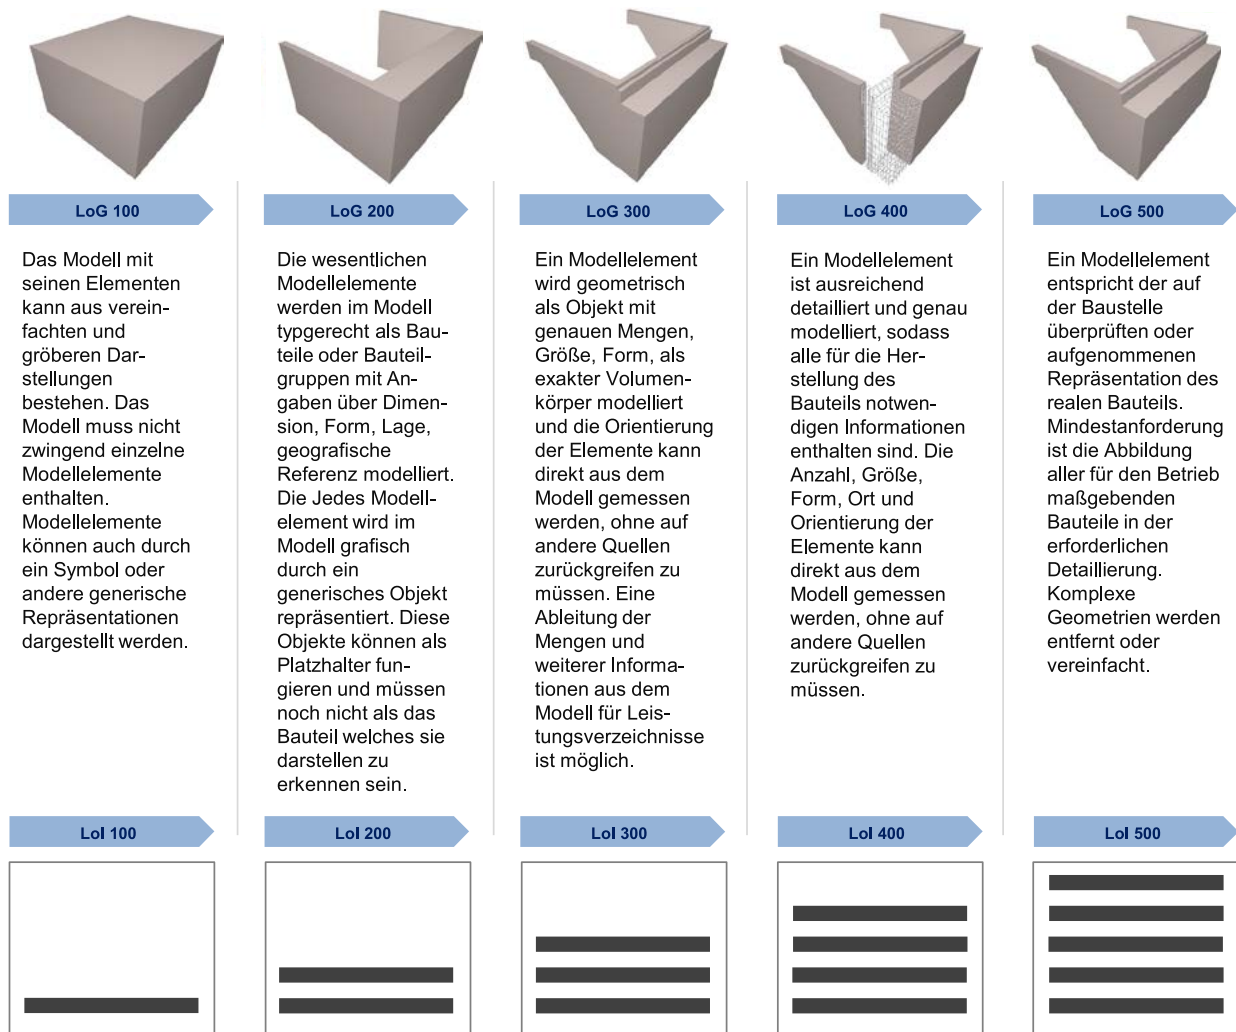 LoG 100
Das Modell mit
seinen Elementen
kann aus verein-
fachten und
gröberen Dar-
stellungen
bestehen. Das
Modell muss nicht
zwingend einzelne
Modellelemente
enthalten.
Modellelemente
können auch durch
ein Symbol oder
andere generische
Repräsentationen
dargestellt werden.
LoI 100
LoG 200
Die wesentlichen
Modellelemente
werden im Modell
typgerecht als Bau-
teile oder Bauteil-
gruppen mit An-
gaben über Dimen-
sion, Form, Lage,
geografische
Referenz modelliert.
Die Jedes Modell-
element wird im
Modell grafisch
durch ein
generisches Objekt
repräsentiert. Diese
Objekte können als
Platzhalter fun-
gieren und müssen
noch nicht als das
Bauteil welches sie
darstellen zu
erkennen sein.
LoI 200
LoG 300
Ein Modellelement
wird geometrisch
als Objekt mit
genauen Mengen,
Größe, Form, als
exakter Volumen-
körper modelliert
und die Orientierung
der Elemente kann
direkt aus dem
Modell gemessen
werden, ohne auf
andere Quellen
zurückgreifen zu
müssen. Eine
Ableitung der
Mengen und
weiterer Informa-
tionen aus dem
Modell für Leis-
tungsverzeichnisse
ist möglich.
LoI 300
LoG 400
Ein Modellelement
ist ausreichend
detailliert und genau
modelliert, sodass
alle für die Her-
stellung des
Bauteils notwen-
digen Informationen
enthalten sind. Die
Anzahl, Größe,
Form, Ort und
Orientierung der
Elemente kann
direkt aus dem
Modell gemessen
werden, ohne auf
andere Quellen
zurückgreifen zu
müssen.
LoI 400
LoG 500
Ein Modellelement
entspricht der auf
der Baustelle
überprüften oder
aufgenommenen
Repräsentation des
realen Bauteils.
Mindestanforderung
ist die Abbildung
aller für den Betrieb
maßgebenden
Bauteile in der
erforderlichen
Detaillierung.
Komplexe
Geometrien werden
entfernt oder
vereinfacht.
LoI 500